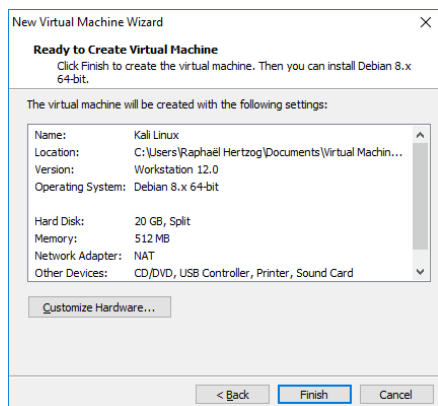 New Virtual Machine Wizard
Ready to Create Virtual Machine
Click Finish to create the virtual machine. Then you can install Debian 8.x
64-bit.
The virtual machine will be created with the following settings:
Name: Kali Linux
Location: C:\Users\Raphaël Hertzog\Documents\Virtual Machin...
Version: Workstation 12.0
Operating System: Debian 8.x 64-bit
Hard Disk: 20 GB, Split
Memory: 512 MB
Network Adapter: NAT
Other Devices: CD/DVD, USB Controller, Printer, Sound Card
Customize Hardware...
< Back Finish Cancel